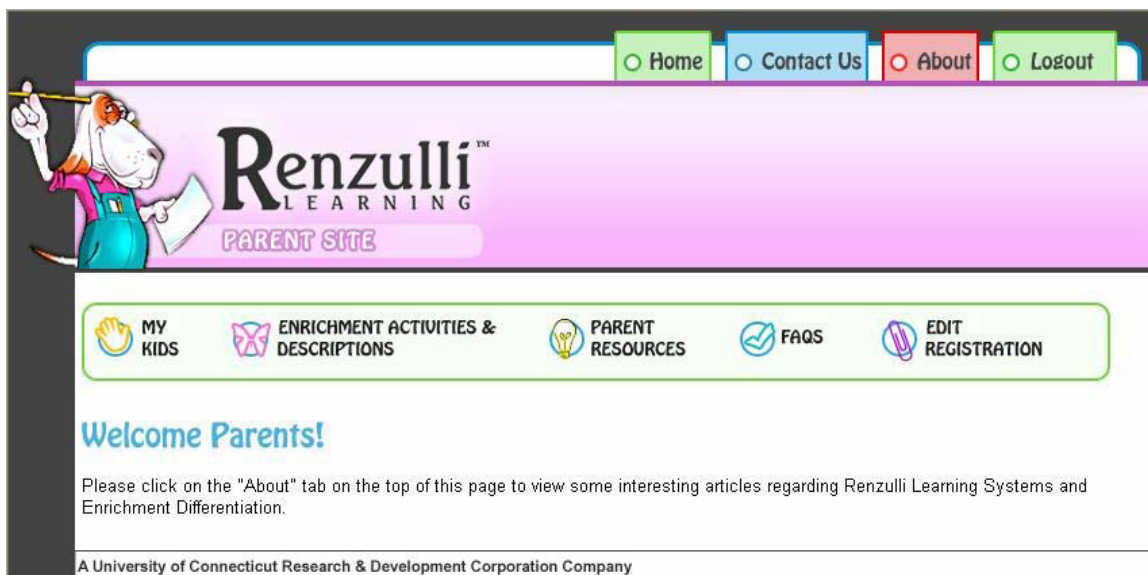 Home Contact Us About Logout
Renzulli™
LEARNING
PARENT SITE
MY KIDS
ENRICHMENT ACTIVITIES & DESCRIPTIONS
PARENT RESOURCES
FAQS
EDIT REGISTRATION
Welcome Parents!
Please click on the "About" tab on the top of this page to view some interesting articles regarding Renzulli Learning Systems and
Enrichment Differentiation.
A University of Connecticut Research & Development Corporation Company